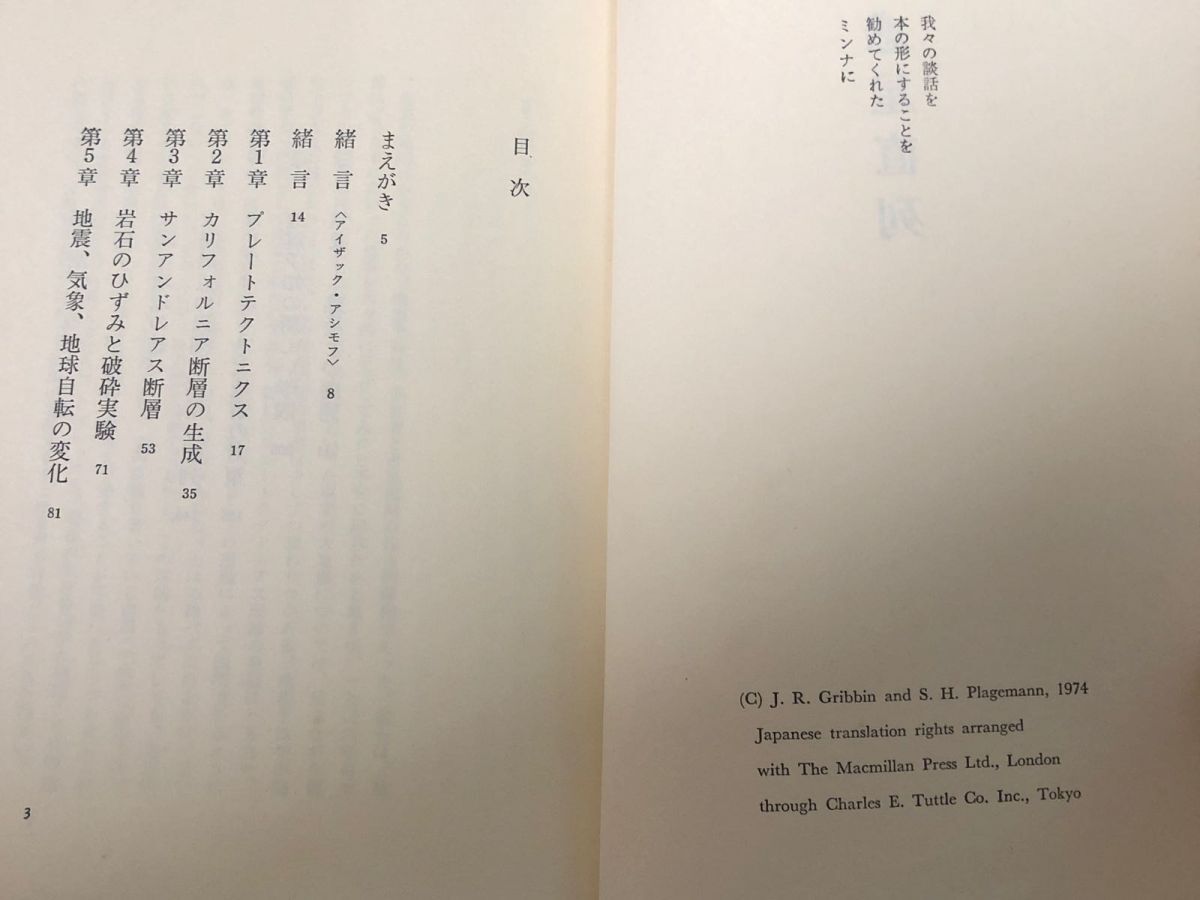 我々の談話を
本の形にすることを
勧めてくれた
ミンナに
(C) J. R. Gribbin and S. H. Plagemann, 1974
Japanese translation rights arranged
with The Macmillan Press Ltd., London
through Charles E. Tuttle Co. Inc., Tokyo
目次
まえがき 5
緒言〈アイザック・アシモフ〉 8
緒言 14
第1章 プレートテクトニクス 17
第2章 カリフォルニア断層の生成 35
第3章 サンアンドレアス断層 53
第4章 岩石のひずみと破砕実験 71
第5章 地震、気象、地球自転の変化 81
3